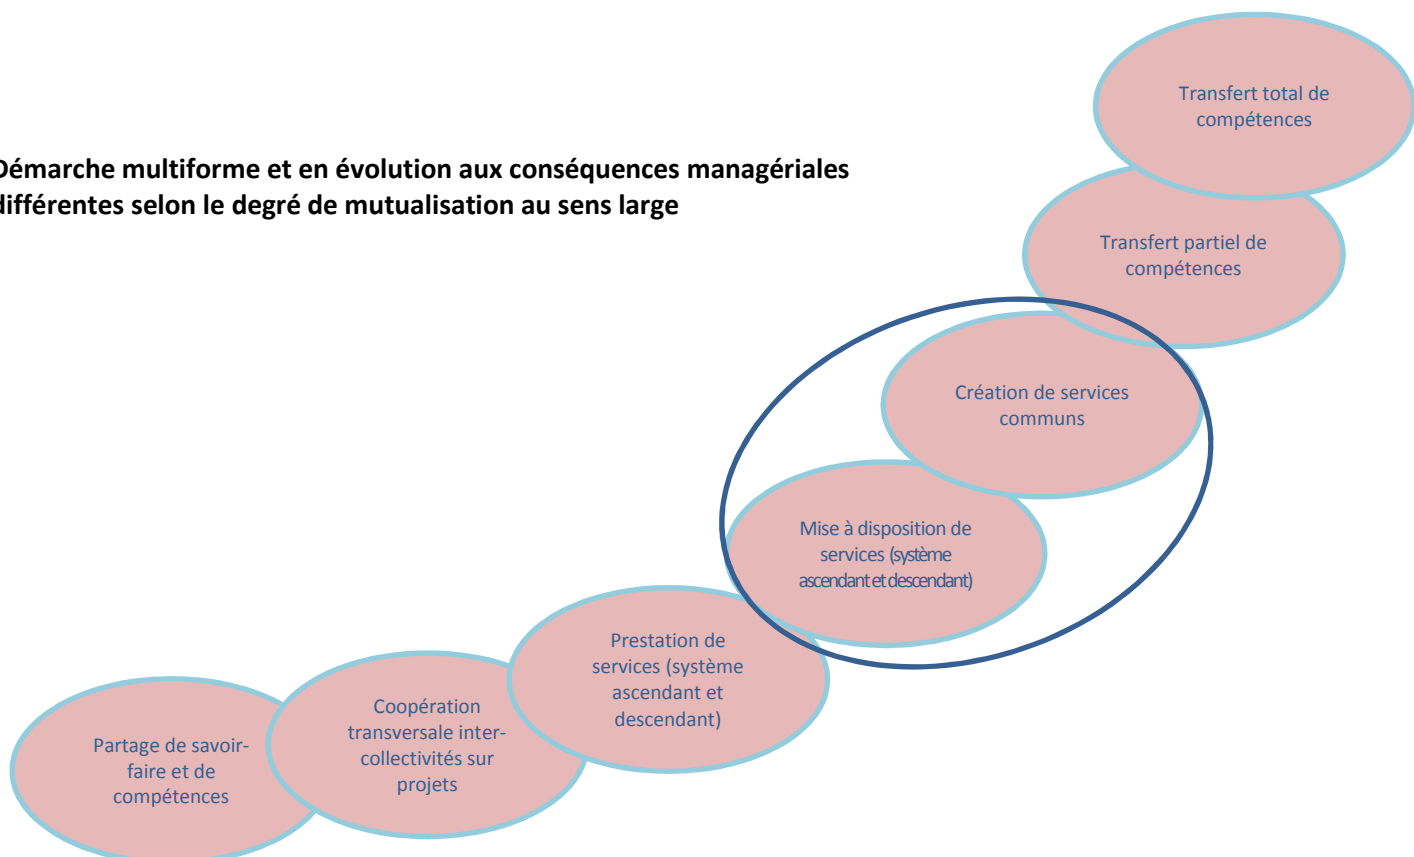 Démarche multiforme et en évolution aux conséquences managériales
différentes selon le degré de mutualisation au sens large
Transfert total de
compétences
Transfert partiel de
compétences
Création de services
communs
Mise à disposition de
services (système
ascendant et descendant)
Prestation de
services (système
ascendant et
descendant)
Coopération
transversale inter-
collectivités sur
projets
Partage de savoir-
faire et de
compétences